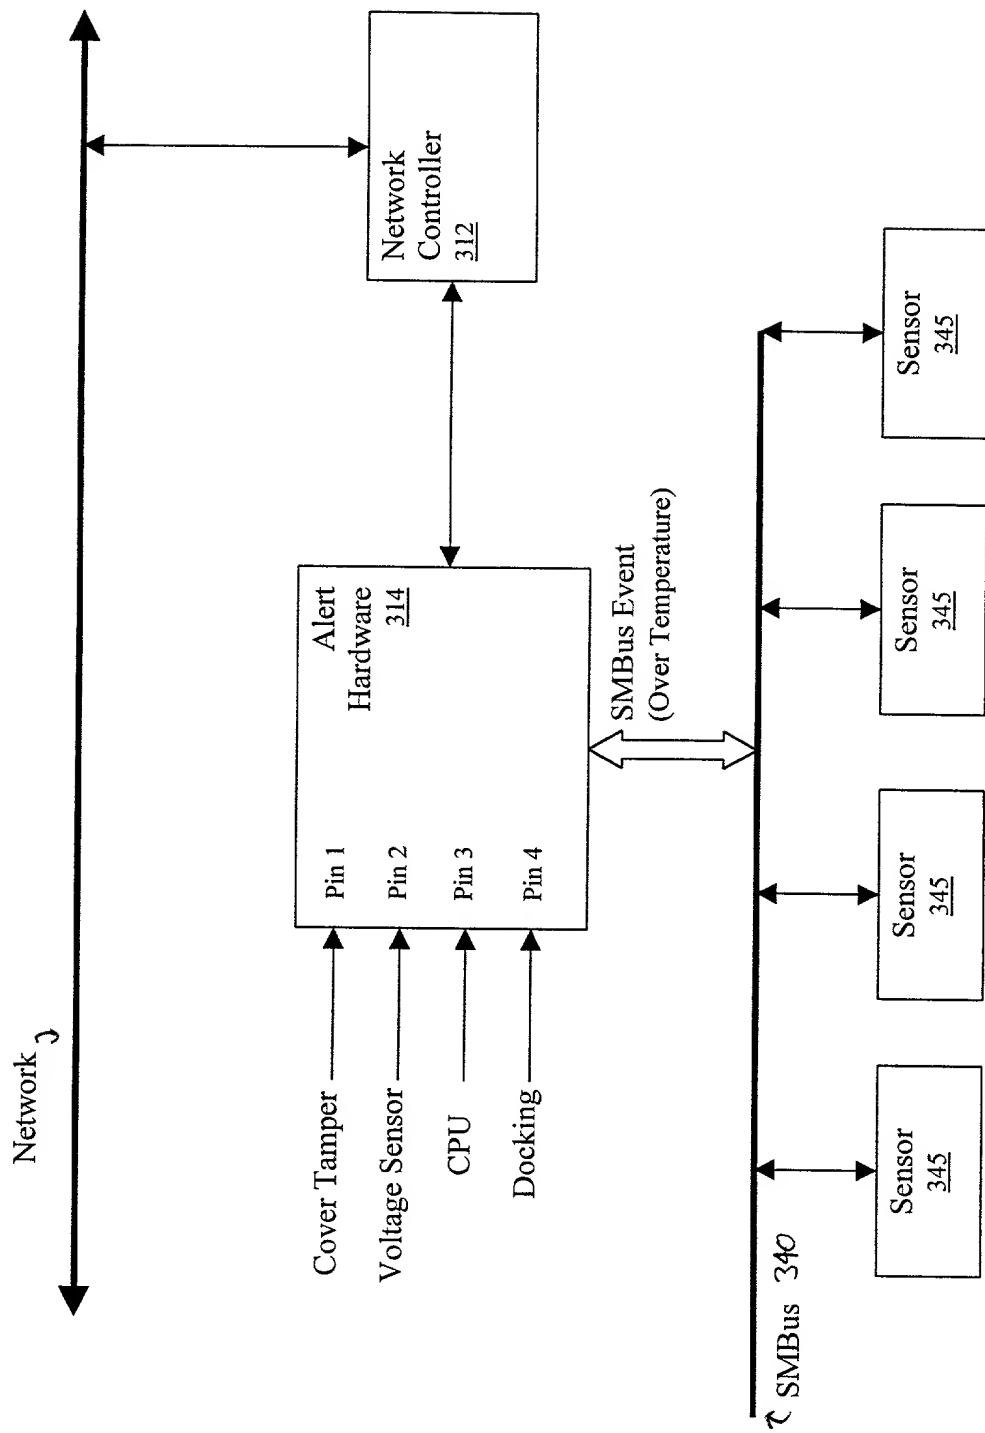 Network
Network
Controller
312
Alert
Hardware
314
Pin 1
Pin 2
Pin 3
Pin 4
Cover Tamper
Voltage Sensor
CPU
Docking
SMBus Event
(Over Temperature)
SMBus 340
Sensor
345
Sensor
345
Sensor
345
Sensor
345